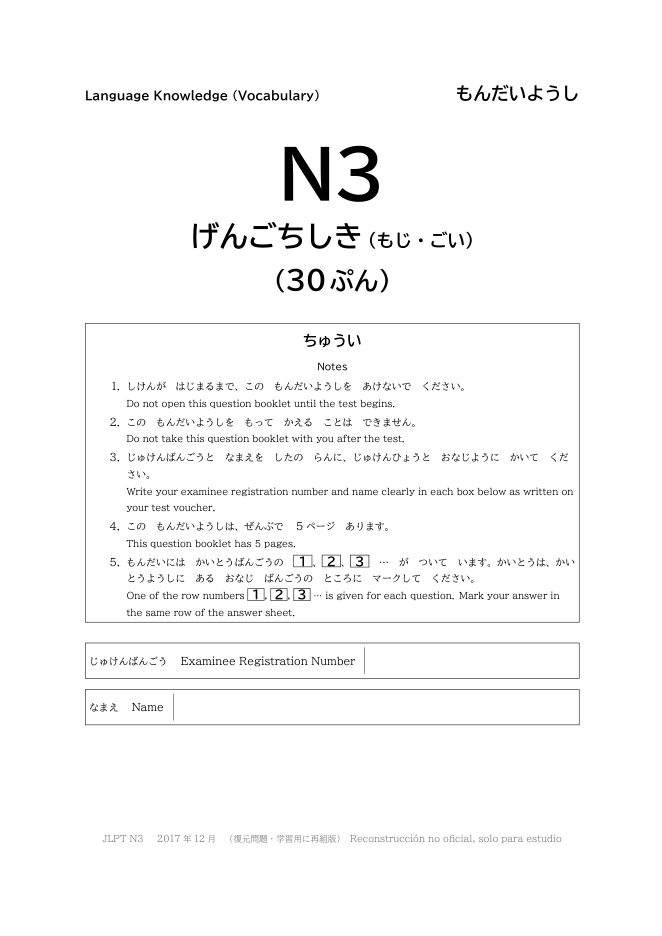 Language Knowledge (Vocabulary)　もんだいようし
N3
げんごちしき（もじ・ごい）
（30ぷん）
ちゅうい
Notes
1. しけんが　はじまるまで、この　もんだいようしを　あけないで　ください。
Do not open this question booklet until the test begins.
2. この　もんだいようしを　もって　かえる　ことは　できません。
Do not take this question booklet with you after the test.
3. じゅけんばんごうと　なまえを　したの　らんに、じゅけんひょうと　おなじように　かいて　くだ
さい。
Write your examinee registration number and name clearly in each box below as written on
your test voucher.
4. この　もんだいようしは、ぜんぶで　5ページ　あります。
This question booklet has 5 pages.
5. もんだいには　かいとうばんごうの　1、2、3　…　が　ついて　います。かいとうは、かい
とうようしに　ある　おなじ　ばんごうの　ところに　マークして　ください。
One of the row numbers 1, 2, 3 … is given for each question. Mark your answer in
the same row of the answer sheet.
じゅけんばんごう　Examinee Registration Number
なまえ　Name
JLPT N3　2017年12月　（復元問題・学習用に再組版）　Reconstrucción no oficial, solo para estudio